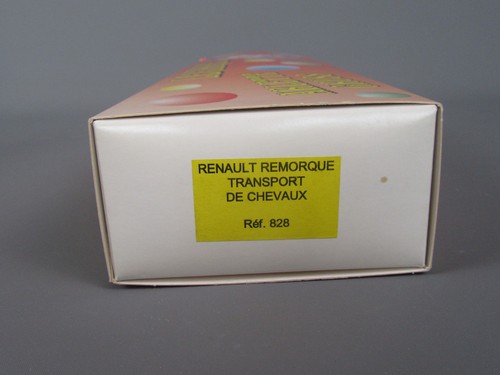 RENAULT REMORQUE
TRANSPORT
DE CHEVAUX
Réf. 828